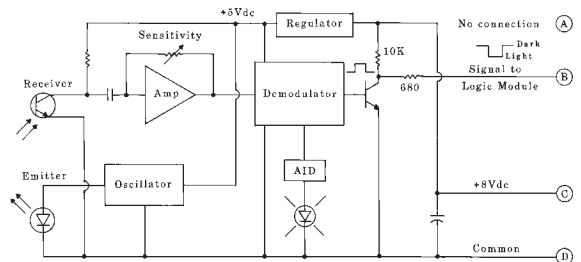 +5Vdc
Regulator
No connection
A
Sensitivity
10K
Dark
Light
Receiver
Amp
Demodulator
Signal to
Logic Module
B
680
Emitter
Oscillator
AID
+8Vdc
C
Common
D